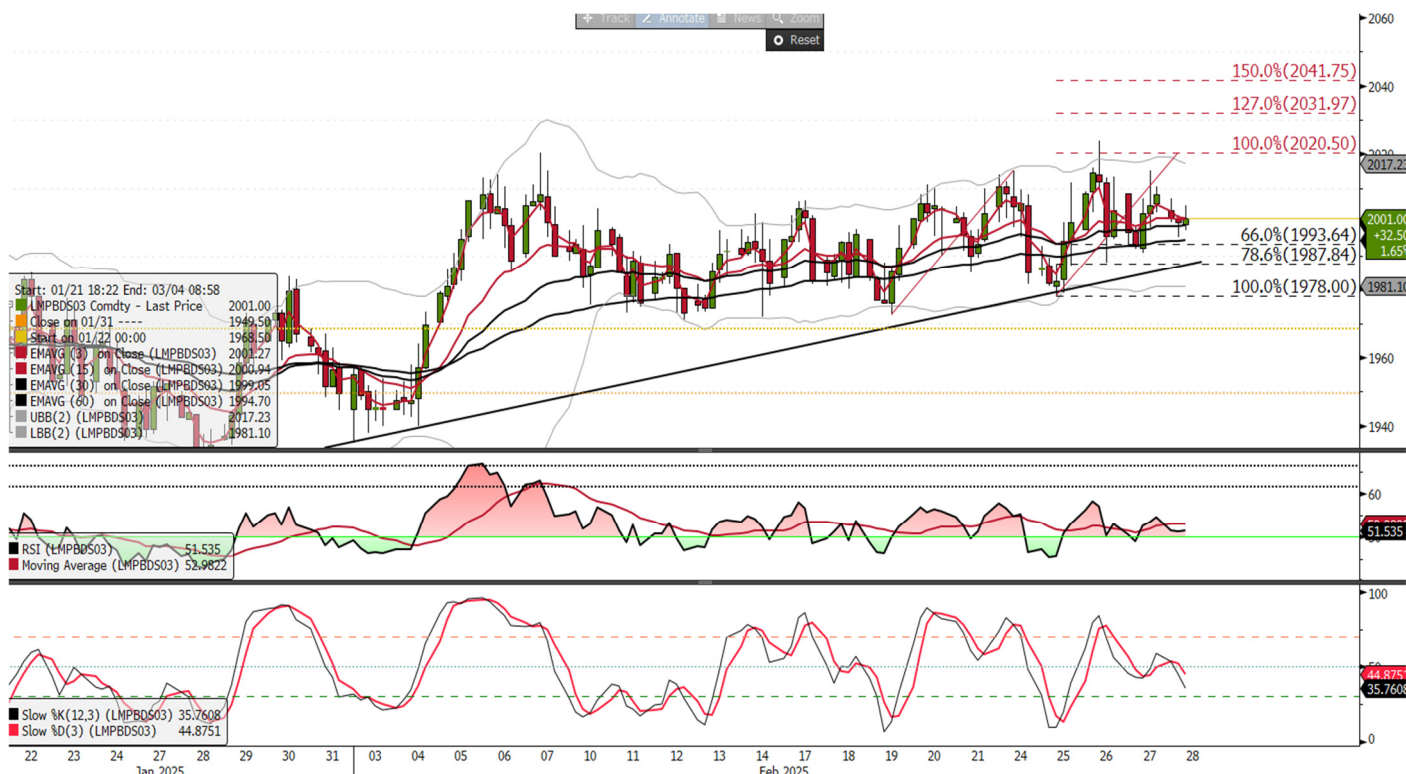 Track Annotate News Zoom
Reset
2060
150.0%(2041.75)
2040
127.0%(2031.97)
100.0%(2020.50)
2020
2017.23
2001.00
+32.50
1.65%
66.0%(1993.64)
78.6%(1987.84)
1981.10
100.0%(1978.00)
1960
1940
Start: 01/21 18:22 End: 03/04 08:58
LMPBDS03 Comdty - Last Price 2001.00
Close on 01/31 ---- 1949.50
Start on 01/22 00:00 1968.50
EMAVG (3) on Close (LMPBDS03) 2001.27
EMAVG (15) on Close (LMPBDS03) 2000.94
EMAVG (30) on Close (LMPBDS03) 1999.05
EMAVG (60) on Close (LMPBDS03) 1994.70
UBB(2) (LMPBDS03) 2017.23
LBB(2) (LMPBDS03) 1981.10
60
51.535
RSI (LMPBDS03) 51.535
Moving Average (LMPBDS03) 52.9822
100
50
44.8751
35.7608
0
Slow %K(12,3) (LMPBDS03) 35.7608
Slow %D(3) (LMPBDS03) 44.8751
22 23 24 27 28 29 30 31 03 04 05 06 07 10 11 12 13 14 17 18 19 20 21 24 25 26 27 28
Jan 2025 Feb 2025